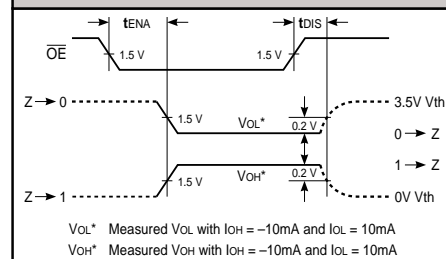 tENA
tDIS
OE
1.5 V
1.5 V
Z → 0
1.5 V
VOL*
0.2 V
3.5V Vth
0 → Z
1 → Z
VOH*
0.2 V
1.5 V
Z → 1
0V Vth
VOL* Measured VOL with IOH = –10mA and IOL = 10mA
VOH* Measured VOH with IOH = –10mA and IOL = 10mA